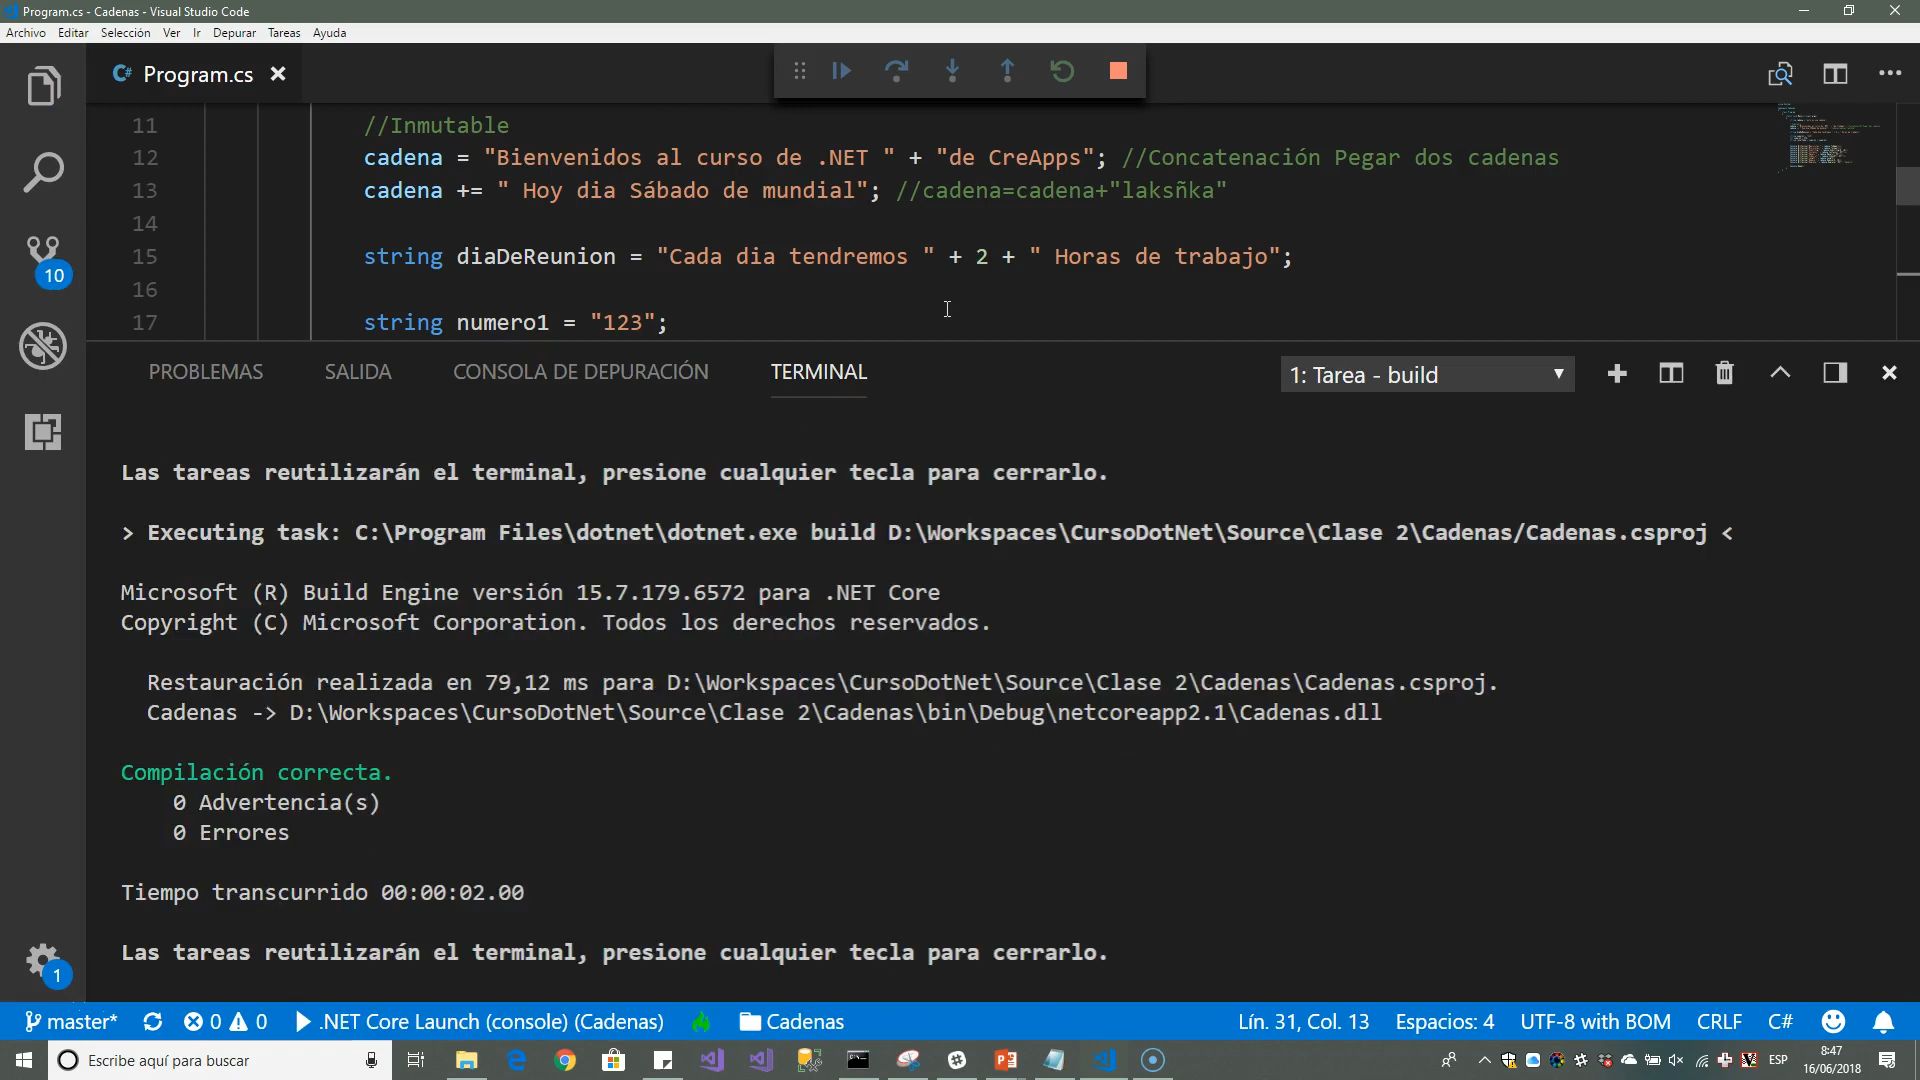 Program.cs - Cadenas - Visual Studio Code
Archivo Editar Selección Ver Ir Depurar Tareas Ayuda
C# Program.cs
11 //Inmutable
12 cadena = "Bienvenidos al curso de .NET " + "de CreApps"; //Concatenación Pegar dos cadenas
13 cadena += " Hoy dia Sábado de mundial"; //cadena=cadena+"laksñka"
14
15 string diaDeReunion = "Cada dia tendremos " + 2 + " Horas de trabajo";
16
17 string numero1 = "123";
10
PROBLEMAS SALIDA CONSOLA DE DEPURACIÓN TERMINAL 1: Tarea - build
Las tareas reutilizarán el terminal, presione cualquier tecla para cerrarlo.
> Executing task: C:\Program Files\dotnet\dotnet.exe build D:\Workspaces\CursoDotNet\Source\Clase 2\Cadenas/Cadenas.csproj <
Microsoft (R) Build Engine versión 15.7.179.6572 para .NET Core
Copyright (C) Microsoft Corporation. Todos los derechos reservados.
Restauración realizada en 79,12 ms para D:\Workspaces\CursoDotNet\Source\Clase 2\Cadenas\Cadenas.csproj.
Cadenas -> D:\Workspaces\CursoDotNet\Source\Clase 2\Cadenas\bin\Debug\netcoreapp2.1\Cadenas.dll
Compilación correcta.
0 Advertencia(s)
0 Errores
Tiempo transcurrido 00:00:02.00
Las tareas reutilizarán el terminal, presione cualquier tecla para cerrarlo.
1
master* 0 0 .NET Core Launch (console) (Cadenas) Cadenas Lín. 31, Col. 13 Espacios: 4 UTF-8 with BOM CRLF C#
Escribe aquí para buscar ESP 8:47
16/06/2018